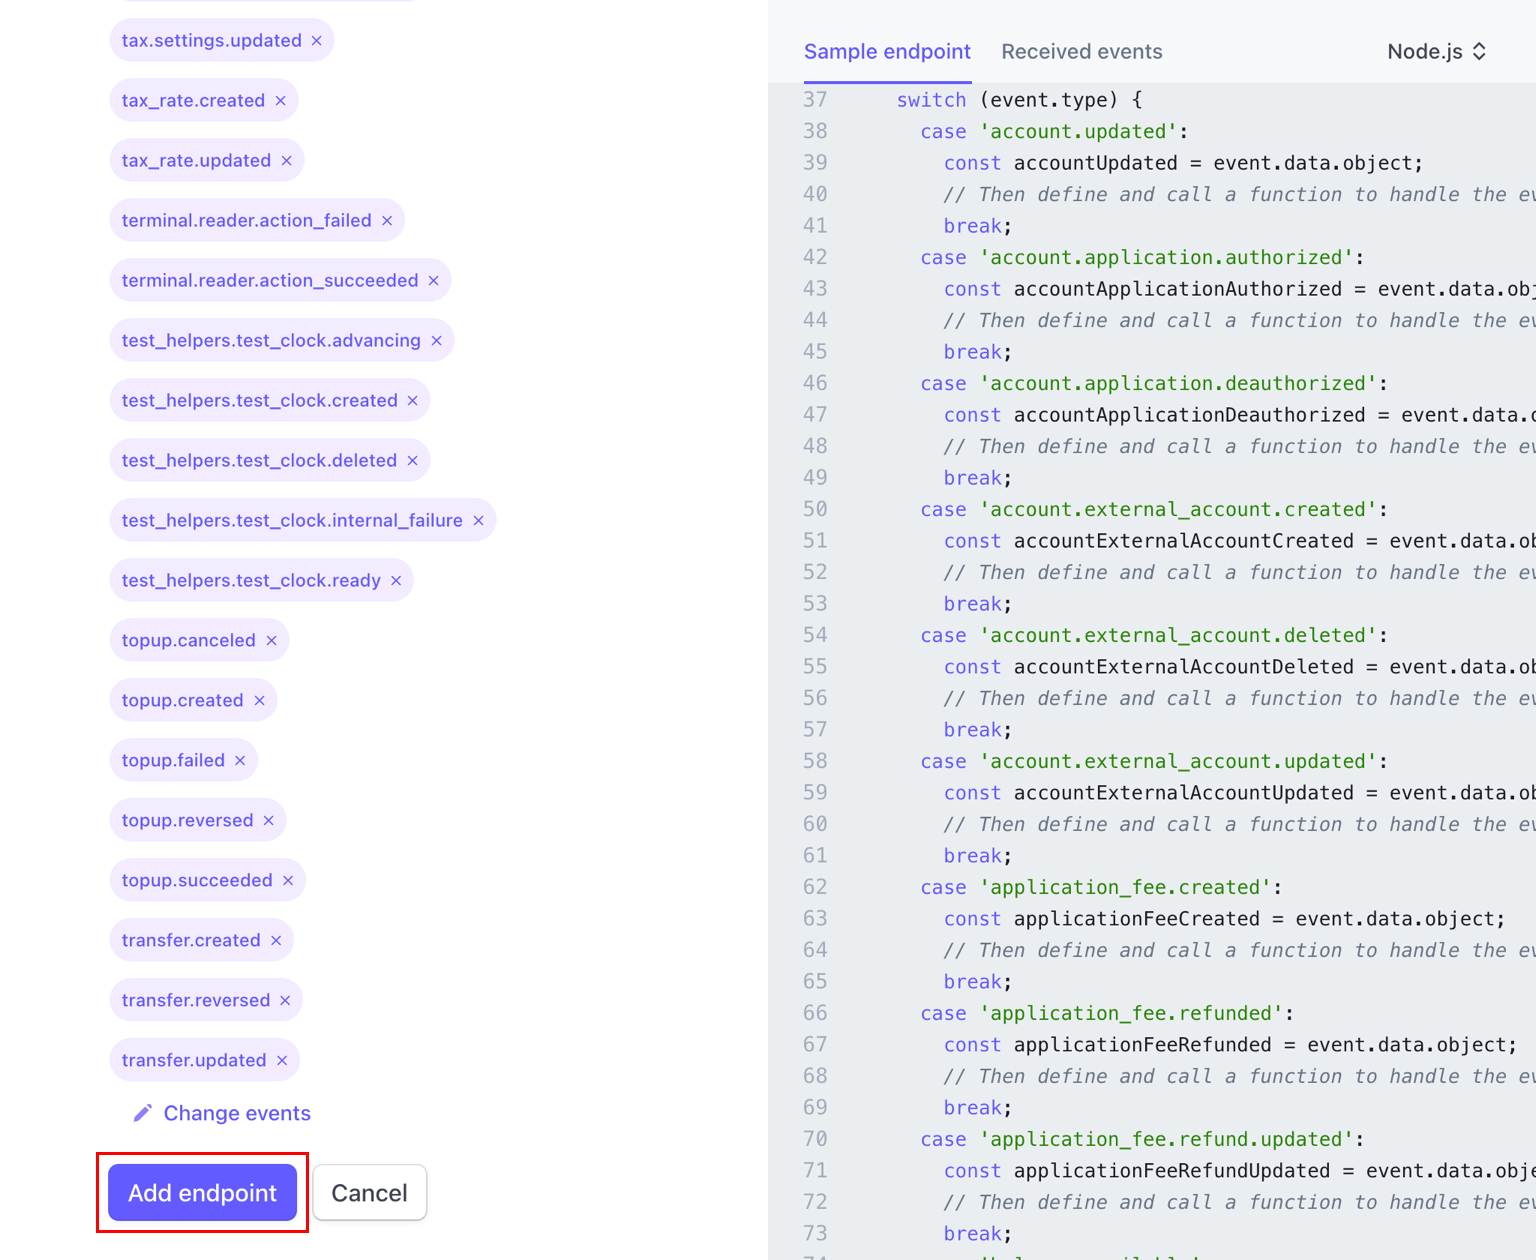 tax.settings.updated ×
tax_rate.created ×
tax_rate.updated ×
terminal.reader.action_failed ×
terminal.reader.action_succeeded ×
test_helpers.test_clock.advancing ×
test_helpers.test_clock.created ×
test_helpers.test_clock.deleted ×
test_helpers.test_clock.internal_failure ×
test_helpers.test_clock.ready ×
topup.canceled ×
topup.created ×
topup.failed ×
topup.reversed ×
topup.succeeded ×
transfer.created ×
transfer.reversed ×
transfer.updated ×
Change events
Add endpoint Cancel
Sample endpoint Received events Node.js
37 switch (event.type) {
38 case 'account.updated':
39 const accountUpdated = event.data.object;
40 // Then define and call a function to handle the ev
41 break;
42 case 'account.application.authorized':
43 const accountApplicationAuthorized = event.data.obj
44 // Then define and call a function to handle the ev
45 break;
46 case 'account.application.deauthorized':
47 const accountApplicationDeauthorized = event.data.o
48 // Then define and call a function to handle the ev
49 break;
50 case 'account.external_account.created':
51 const accountExternalAccountCreated = event.data.ob
52 // Then define and call a function to handle the ev
53 break;
54 case 'account.external_account.deleted':
55 const accountExternalAccountDeleted = event.data.ob
56 // Then define and call a function to handle the ev
57 break;
58 case 'account.external_account.updated':
59 const accountExternalAccountUpdated = event.data.ob
60 // Then define and call a function to handle the ev
61 break;
62 case 'application_fee.created':
63 const applicationFeeCreated = event.data.object;
64 // Then define and call a function to handle the ev
65 break;
66 case 'application_fee.refunded':
67 const applicationFeeRefunded = event.data.object;
68 // Then define and call a function to handle the ev
69 break;
70 case 'application_fee.refund.updated':
71 const applicationFeeRefundUpdated = event.data.obje
72 // Then define and call a function to handle the ev
73 break;